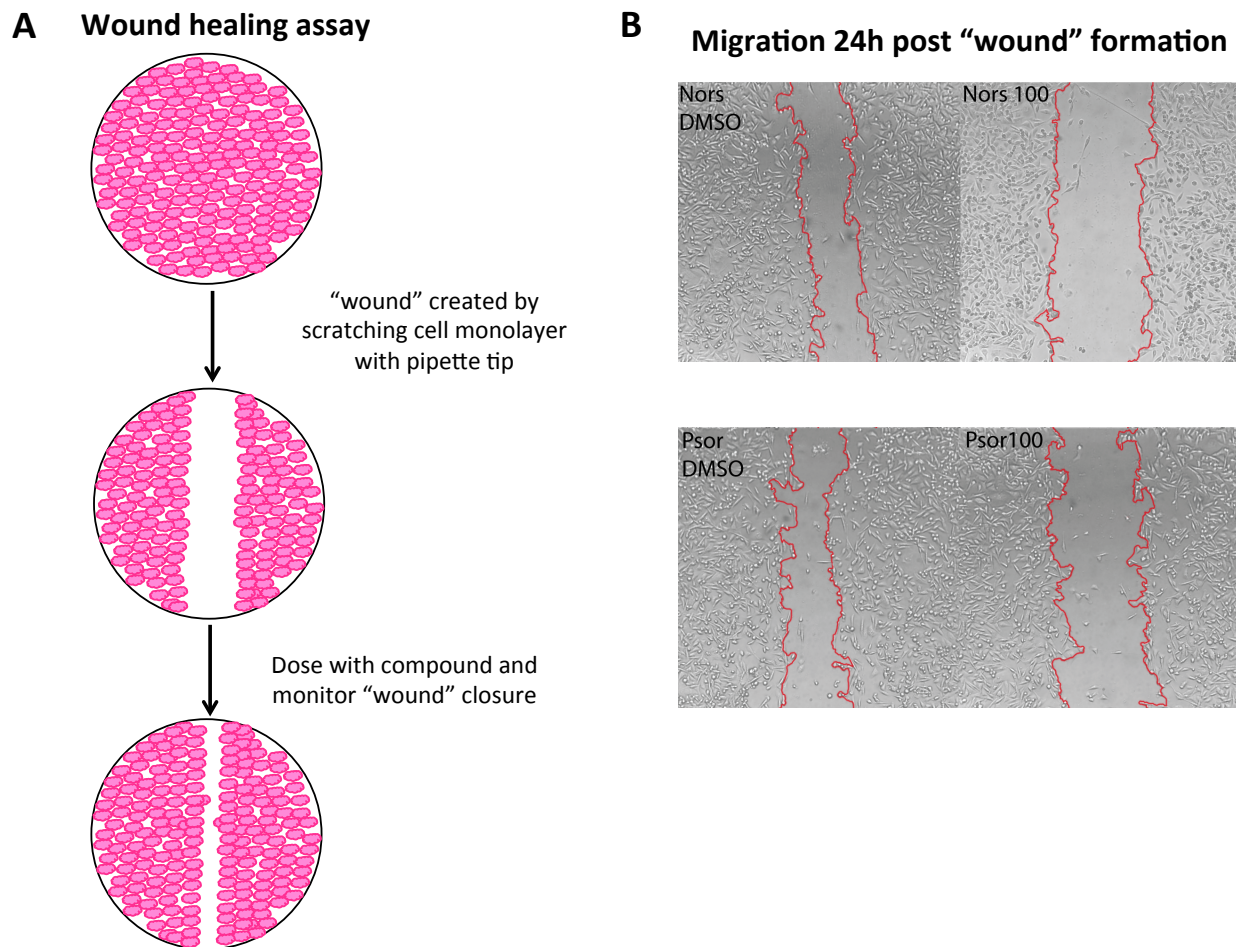 A
Wound healing assay
“wound” created by
scratching cell monolayer
with pipette tip
Dose with compound and
monitor “wound” closure
B
Migration 24h post “wound” formation
Nors
DMSO
Nors 100
Psor
DMSO
Psor100